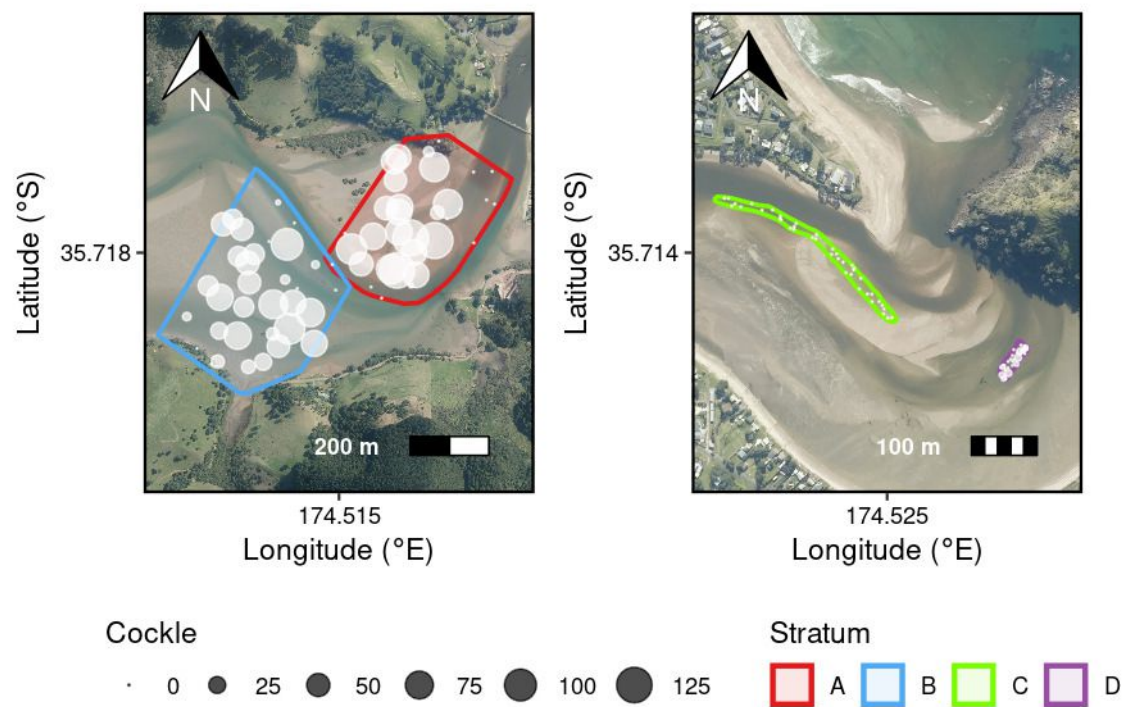 N
N
Latitude (°S)
35.718
200 m
174.515
Longitude (°E)
Latitude (°S)
35.714
100 m
174.525
Longitude (°E)
Cockle
0 25 50 75 100 125
Stratum
A B C D